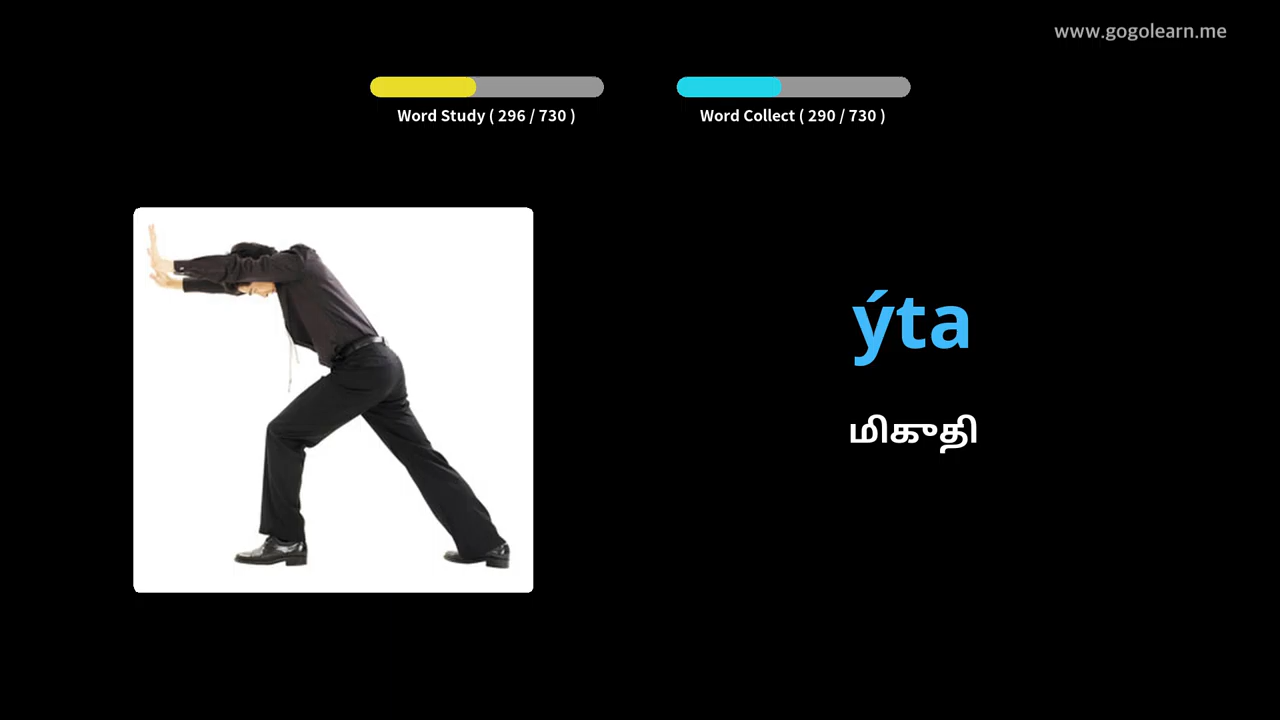 www.gogolearn.me
Word Study ( 296 / 730 )
Word Collect ( 290 / 730 )
ýta
மிகுதி